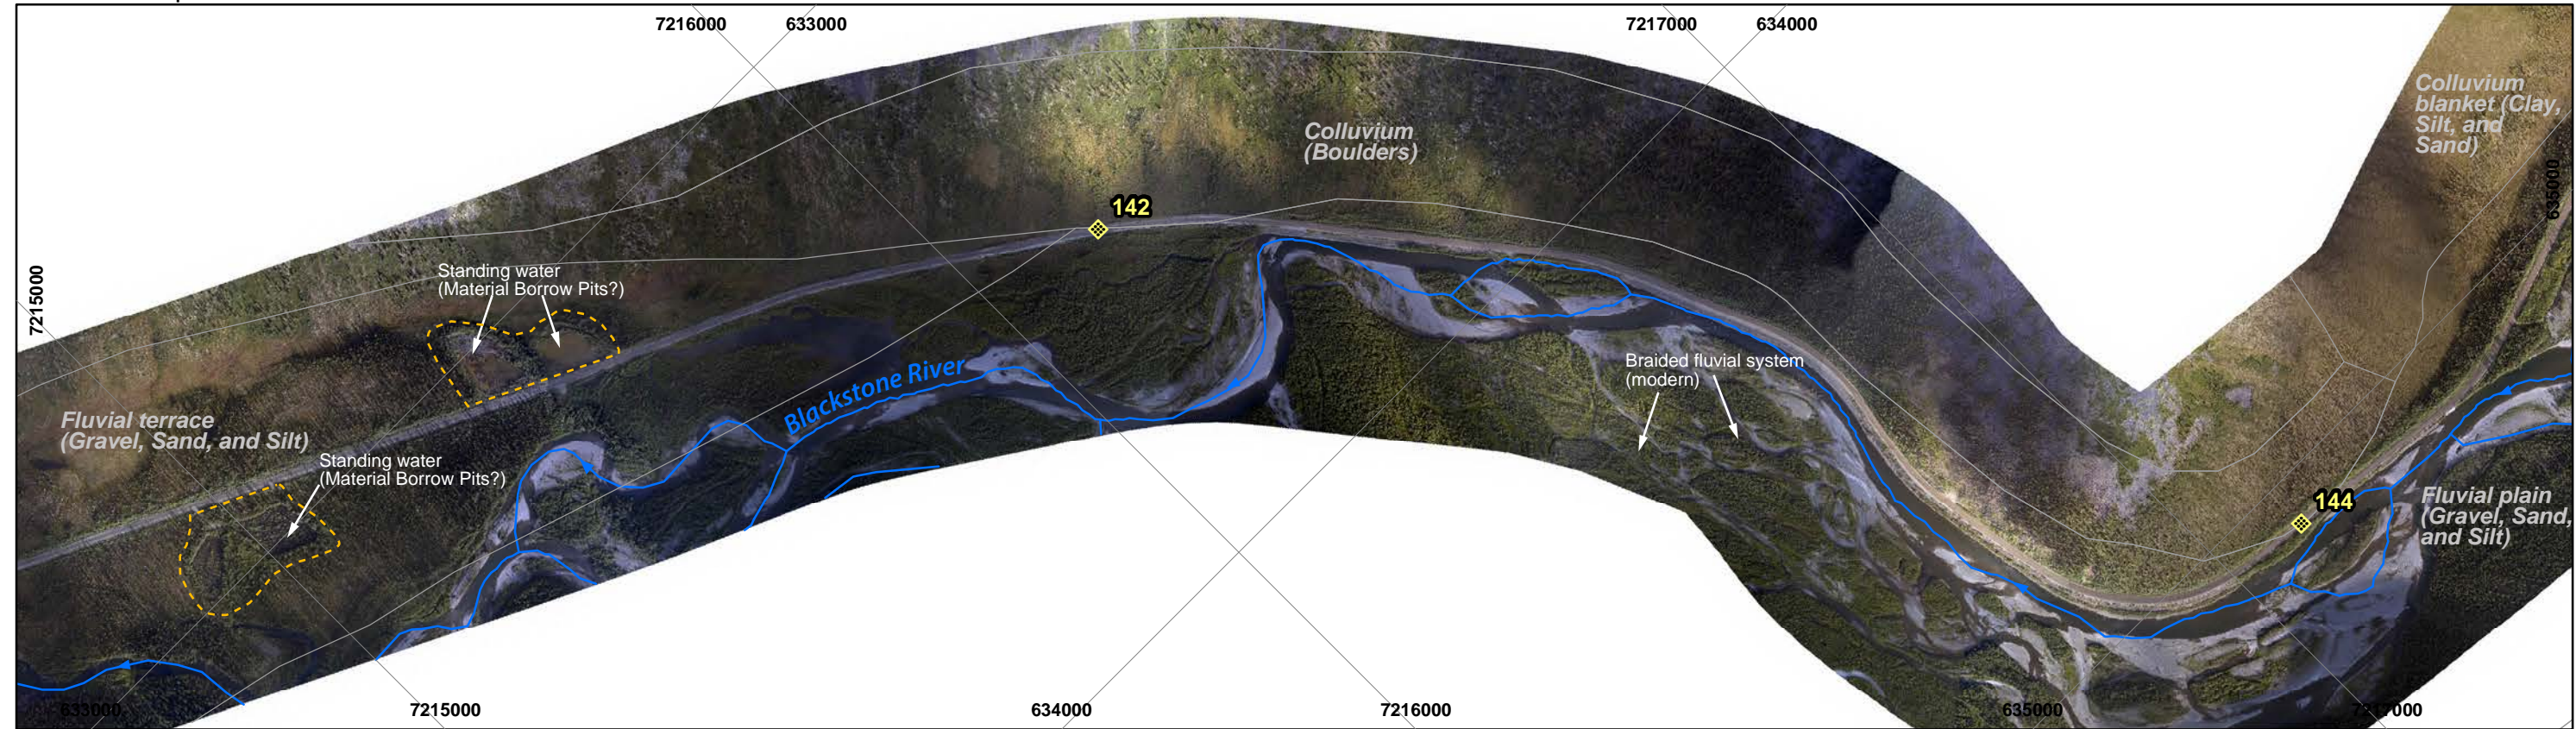 7216000
633000
7217000
634000
Colluvium
blanket (Clay,
Silt, and
Sand)
Colluvium
(Boulders)
635000
142
7215000
Standing water
(Material Borrow Pits?)
Blackstone River
Braided fluvial system
(modern)
Fluvial terrace
(Gravel, Sand, and Silt)
Standing water
(Material Borrow Pits?)
144
Fluvial plain
(Gravel, Sand,
and Silt)
633000
7215000
634000
7216000
635000
7217000